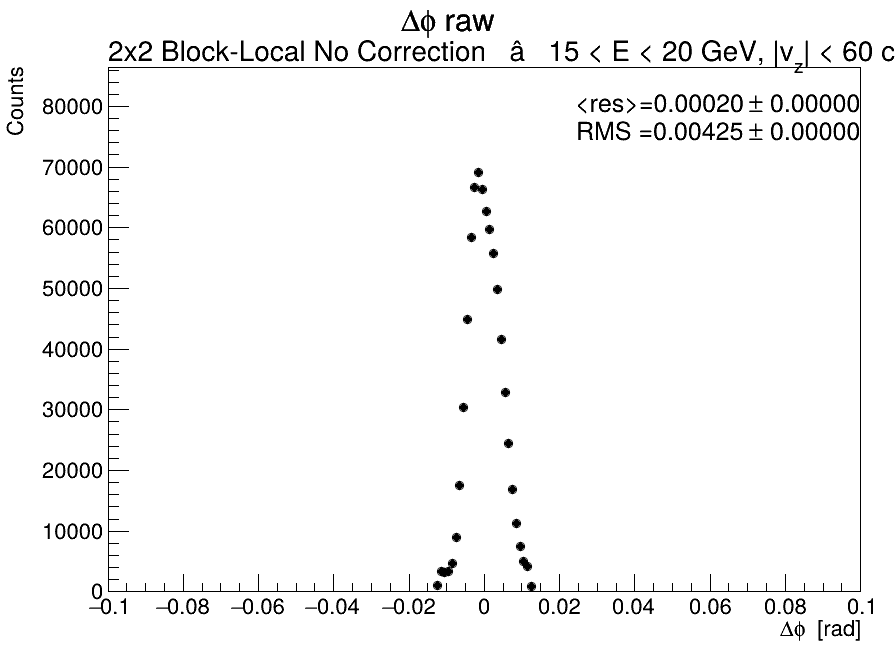 Δϕ raw
2x2 Block-Local No Correction â 15 < E < 20 GeV, |v_z| < 60 c
Counts
<res>=0.00020 ± 0.00000
RMS =0.00425 ± 0.00000
80000
70000
60000
50000
40000
30000
20000
10000
0
−0.1 −0.08 −0.06 −0.04 −0.02 0 0.02 0.04 0.06 0.08 0.1
Δϕ [rad]